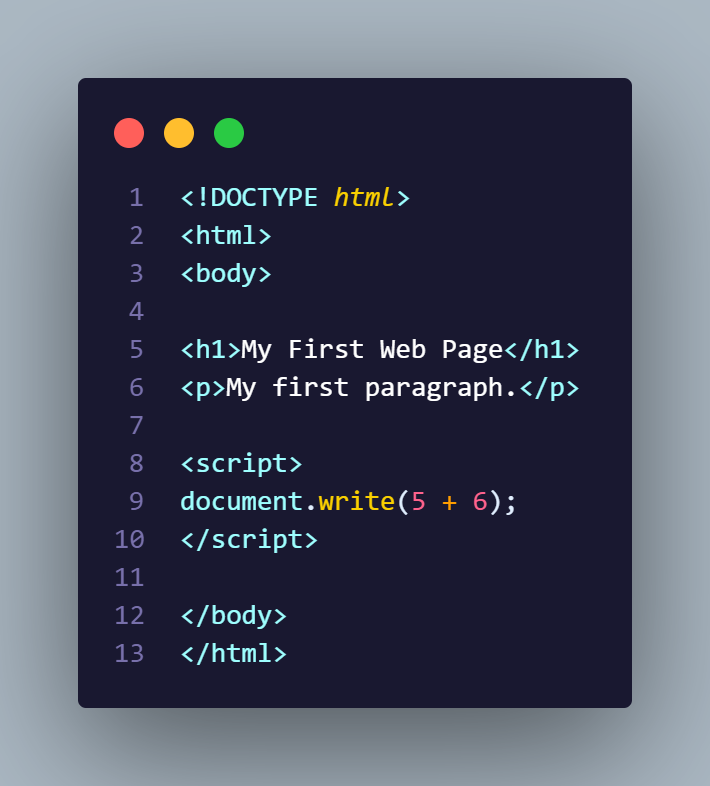 1 <!DOCTYPE html>
2 <html>
3 <body>
4
5 <h1>My First Web Page</h1>
6 <p>My first paragraph.</p>
7
8 <script>
9 document.write(5 + 6);
10 </script>
11
12 </body>
13 </html>